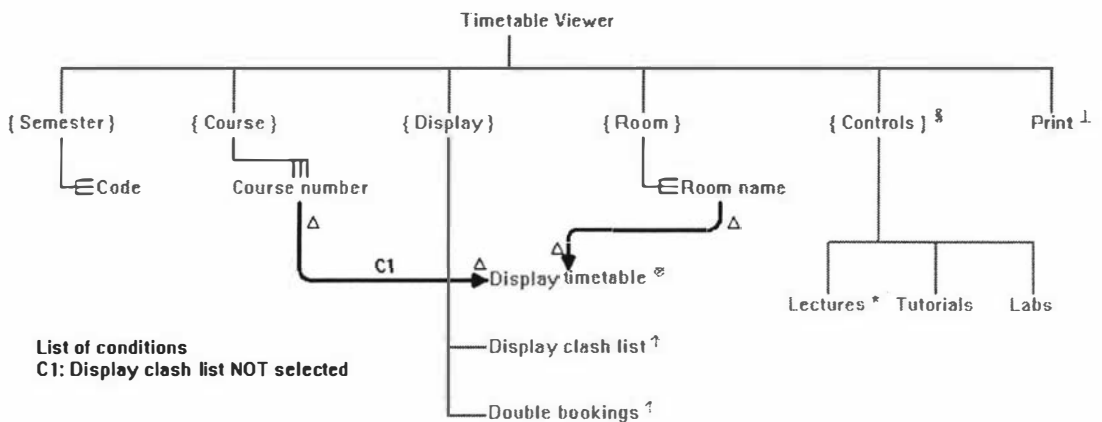 Timetable Viewer
{ Semester } { Course } { Display } { Room } { Controls } § Print ⊥
Code Course number Room name
Δ Δ
Δ
C1 Δ
Display timetable ⊗
Lectures * Tutorials Labs
List of conditions
Display clash list ↑
C1: Display clash list NOT selected
Double bookings ↑